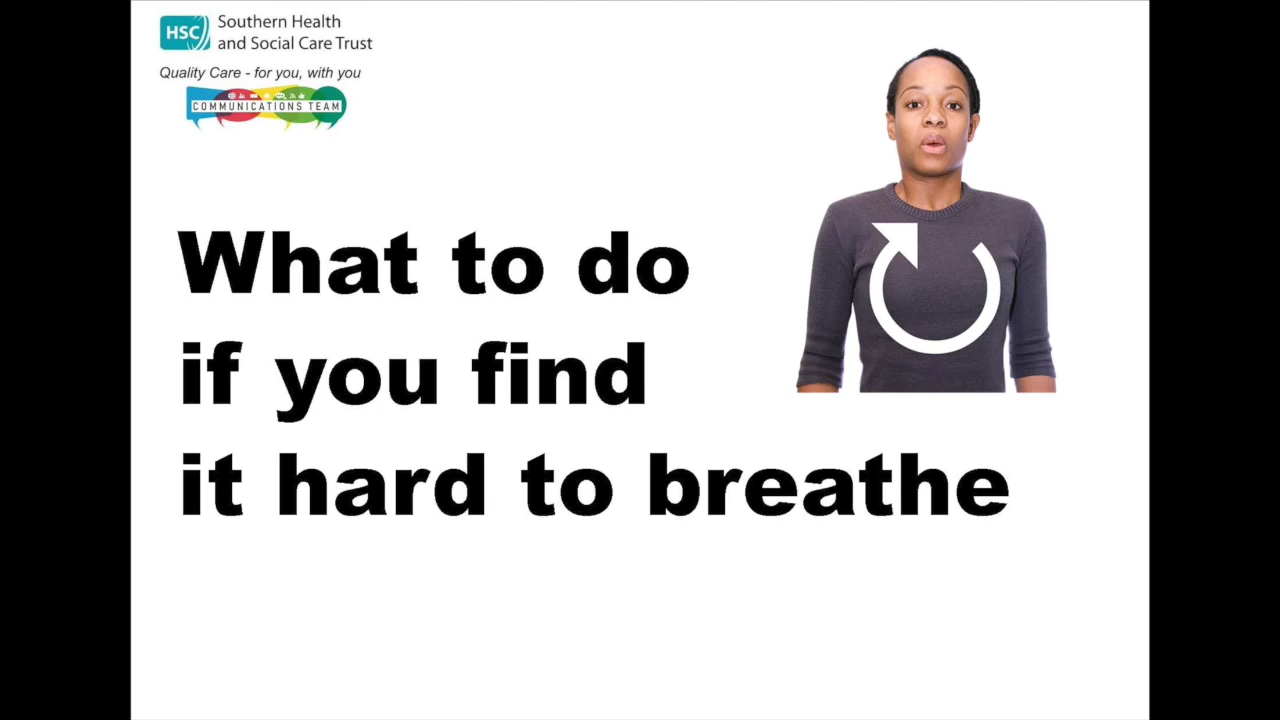 HSC
Southern Health
and Social Care Trust
Quality Care - for you, with you
COMMUNICATIONS TEAM
What to do
if you find
it hard to breathe